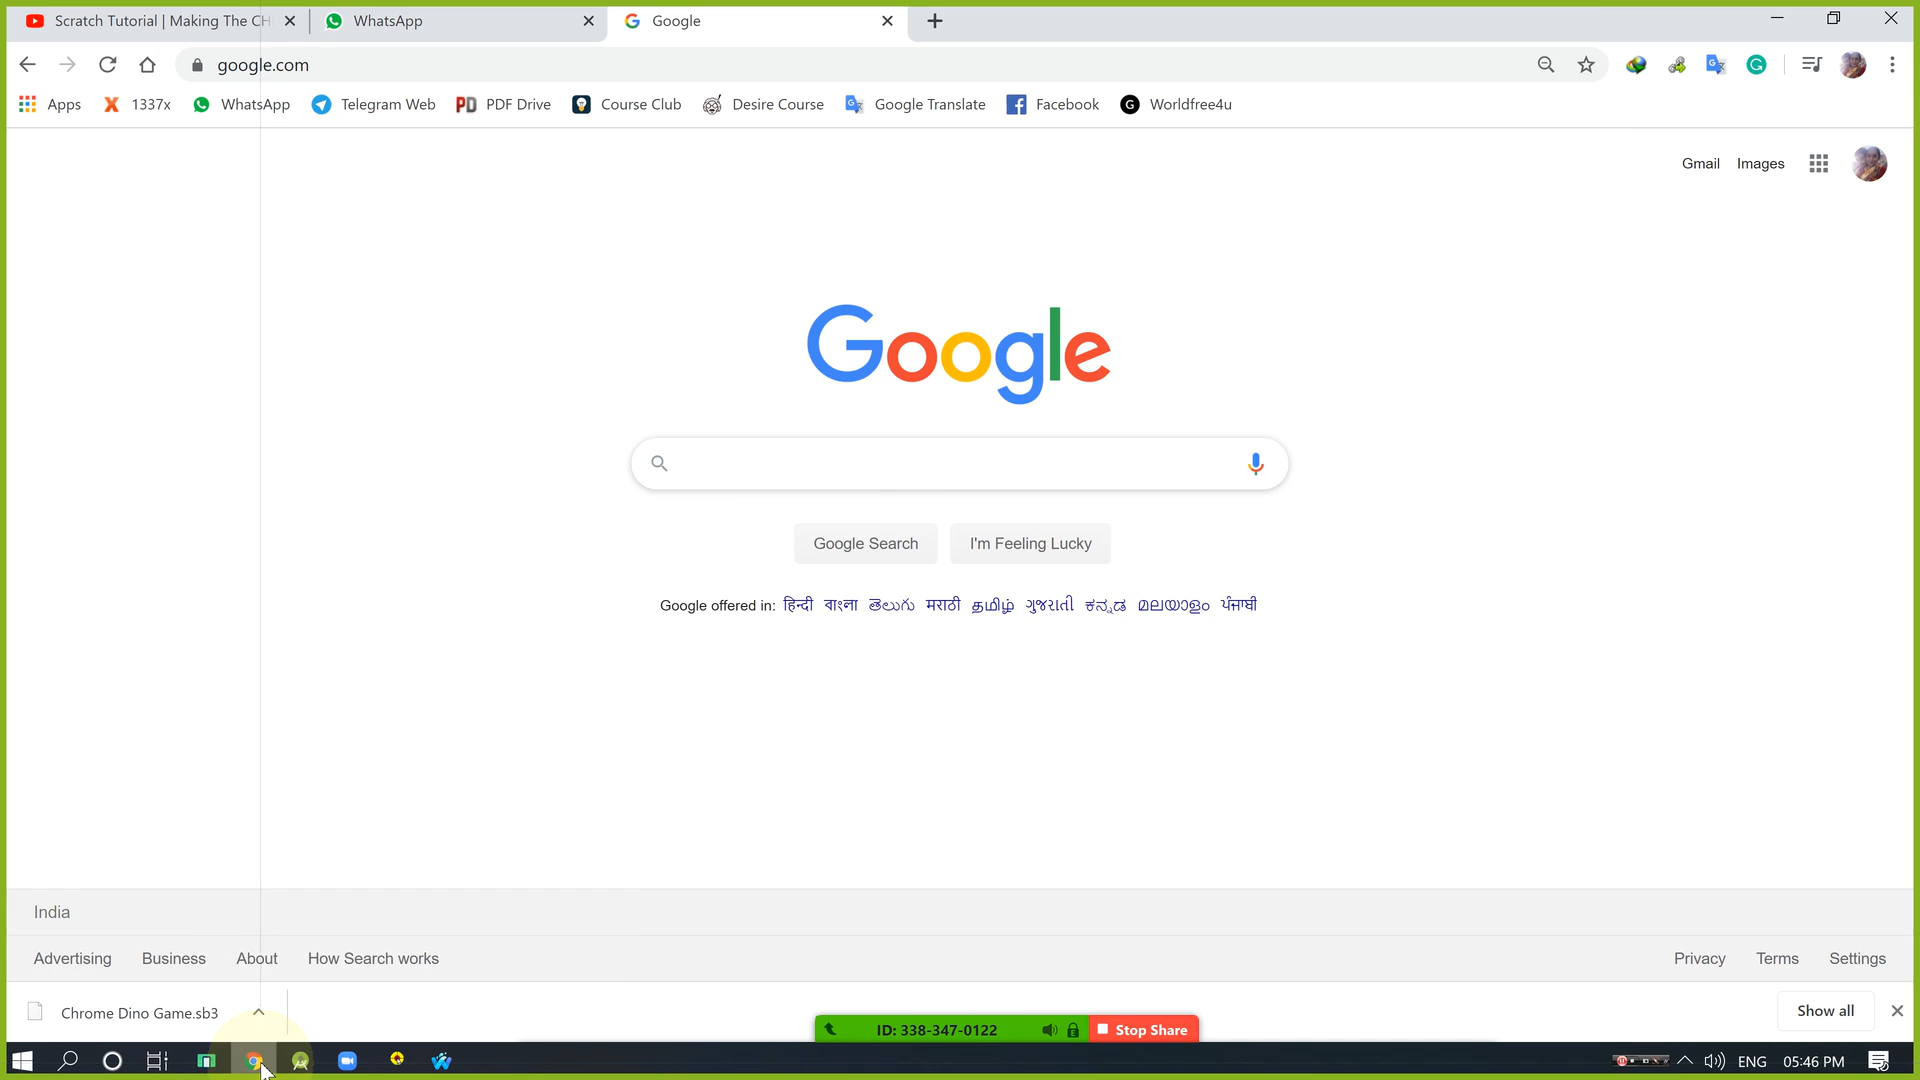 Scratch Tutorial | Making The CH WhatsApp Google
google.com
Apps 1337x WhatsApp Telegram Web PDF Drive Course Club Desire Course Google Translate Facebook Worldfree4u
Gmail Images
Google
Google Search I'm Feeling Lucky
Google offered in: हिन्दी বাংলা తెలుగు मराठी தமிழ் ગુજરાતી ಕನ್ನಡ മലയാളം ਪੰਜਾਬੀ
India
Advertising Business About How Search works Privacy Terms Settings
Chrome Dino Game.sb3 Show all
ID: 338-347-0122 Stop Share
ENG 05:46 PM